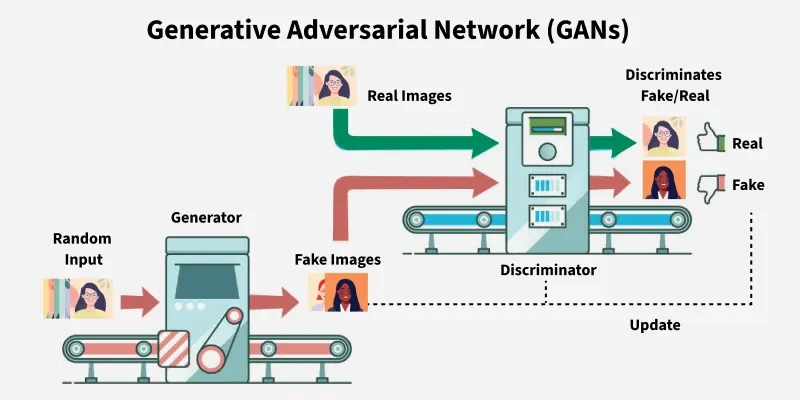 Generative Adversarial Network (GANs)
Real Images
Discriminates
Fake/Real
Real
Fake
Generator
Random
Input
Fake Images
Discriminator
Update